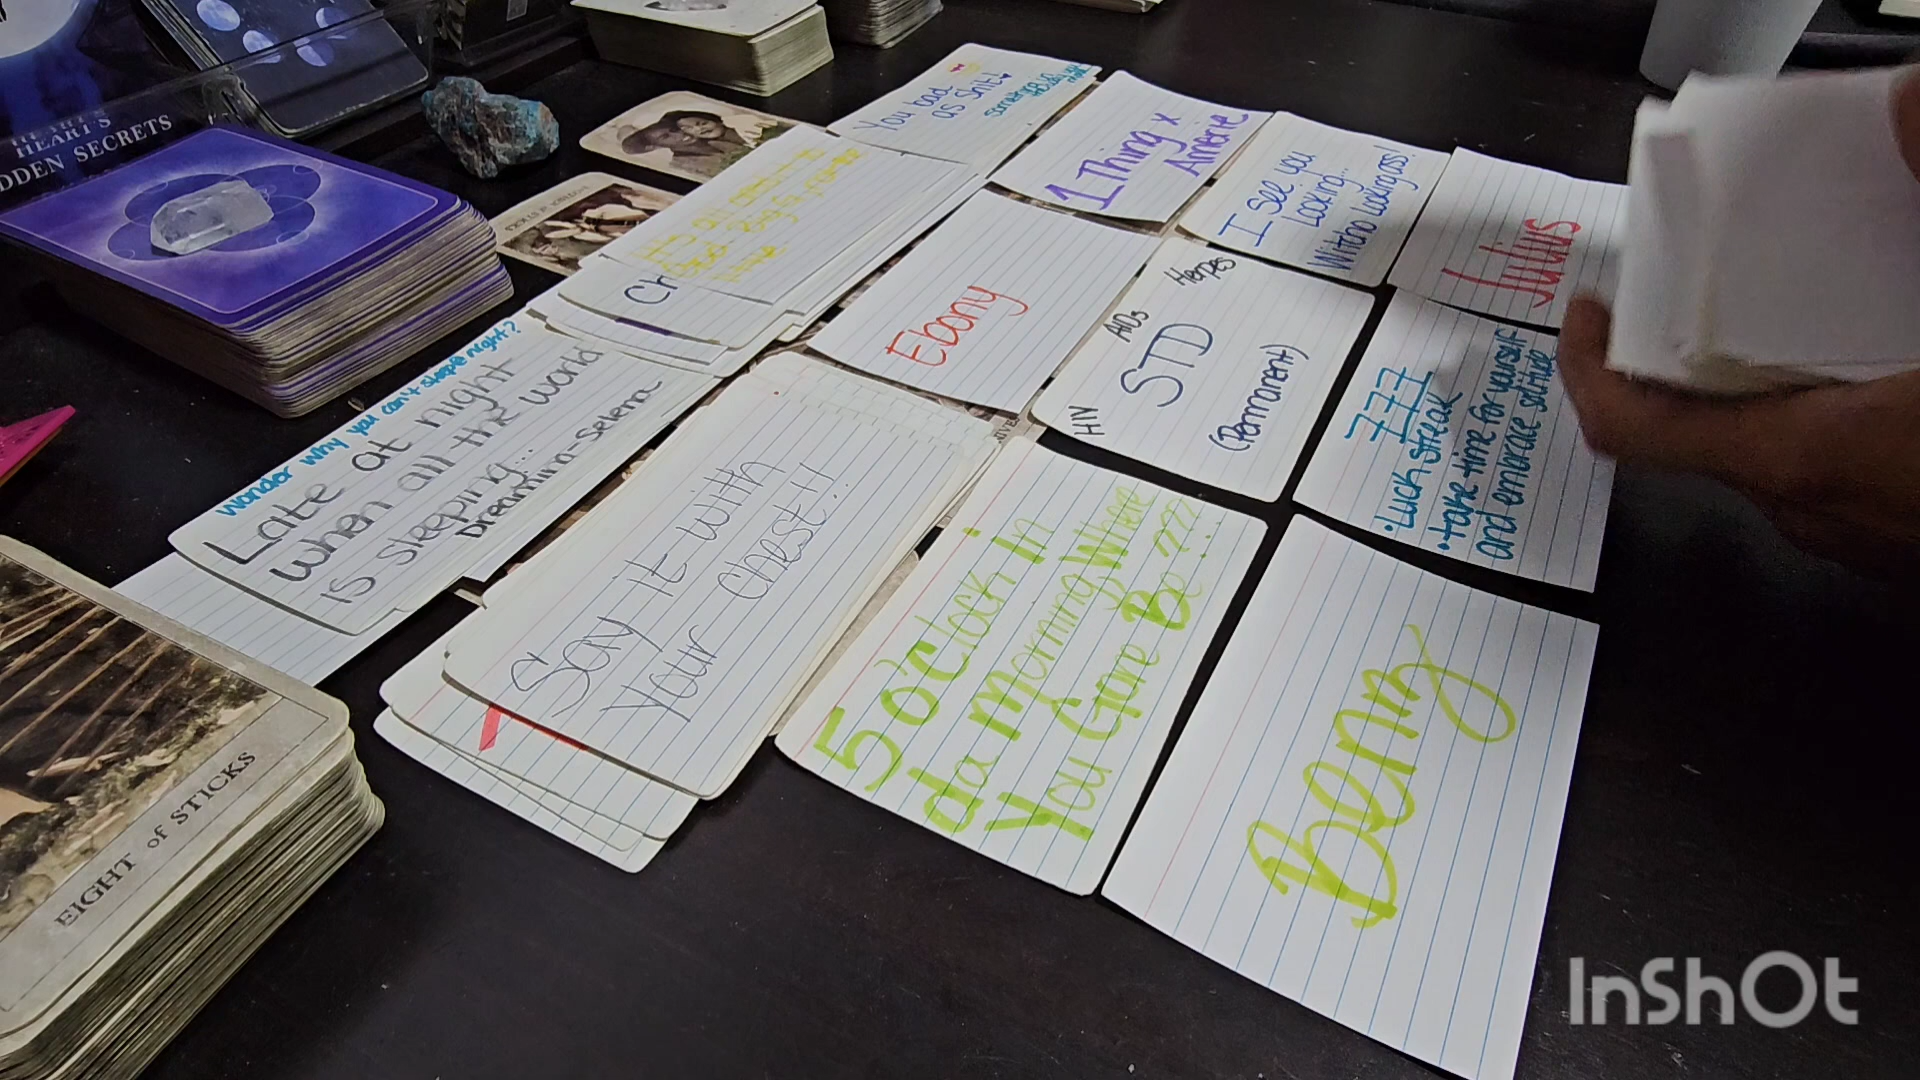 HEART'S
DDEN SECRETS
You bad
as shit!
1 Thing x
Amerie
I see you
Looking...
Witcho Looking ass!
Julius
Ch
Ebony
AIDs
Herpes
STD
HIV
(Permanent)
777
•Luck streak
•take time for yourself
and embrace solitude
Wonder why you can't sleep @ night?
Late at night
when all the world
is sleeping...
Dreaming-Selena
Say it with
your chest!!
5 o'clock in
da morning Where
You Gone Be ????
Benz
EIGHT of STICKS
InShOt